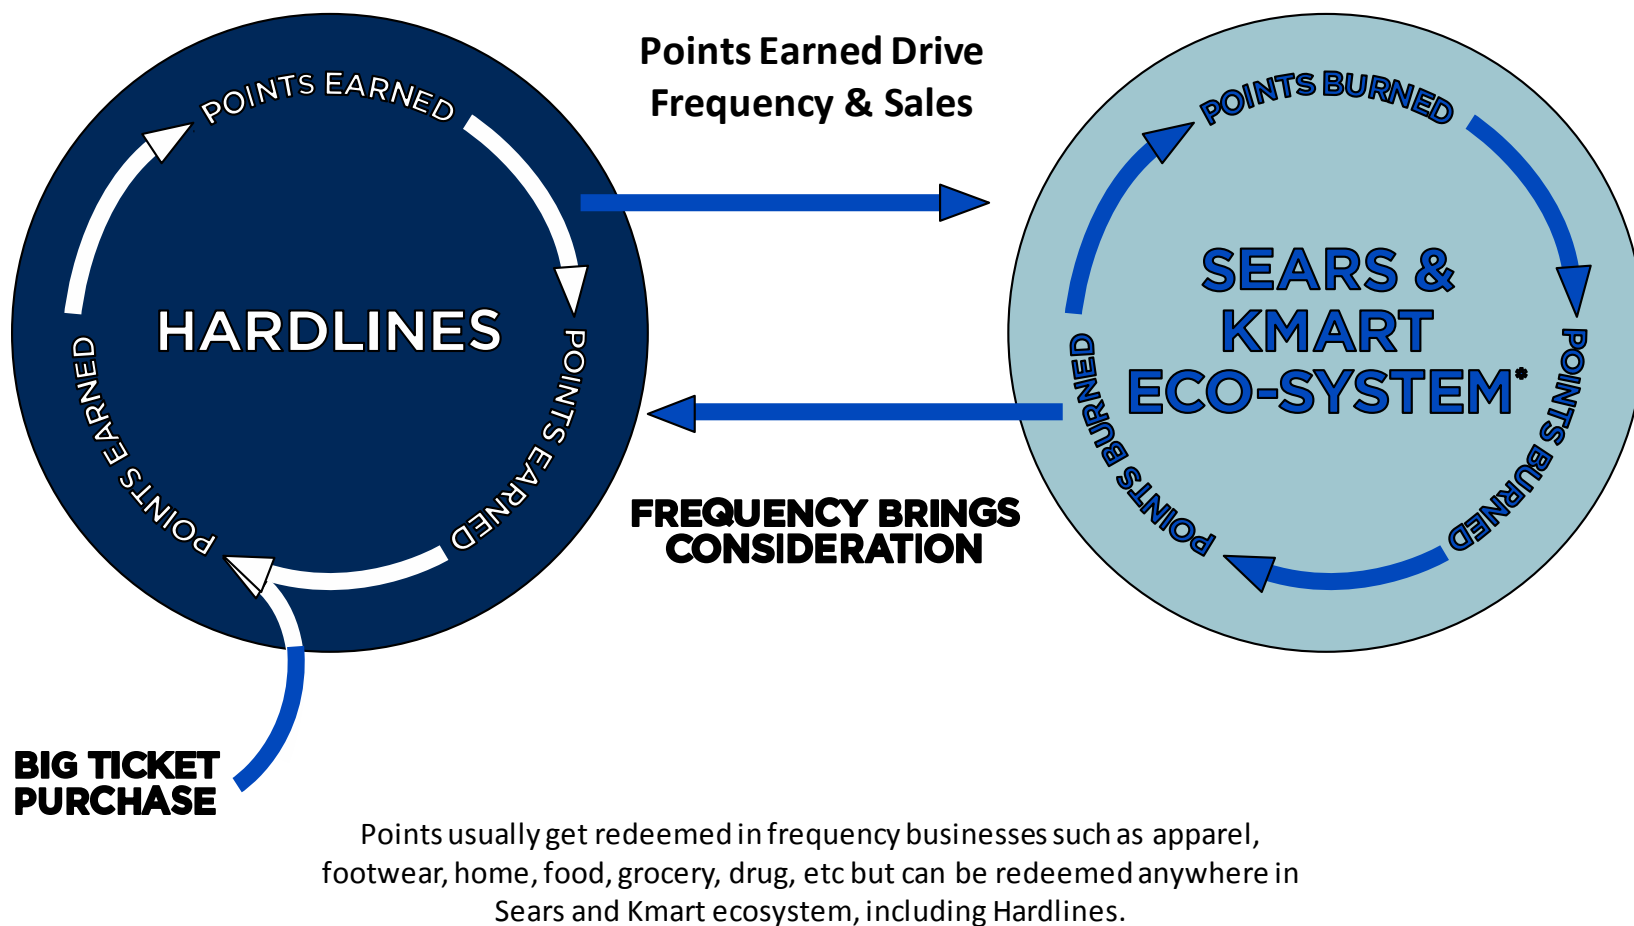 Points Earned Drive
Frequency & Sales
POINTS EARNED
POINTS EARNED
POINTS EARNED
HARDLINES
POINTS BURNED
POINTS BURNED
POINTS BURNED
SEARS &
KMART
ECO-SYSTEM*
FREQUENCY BRINGS
CONSIDERATION
BIG TICKET
PURCHASE
Points usually get redeemed in frequency businesses such as apparel,
footwear, home, food, grocery, drug, etc but can be redeemed anywhere in
Sears and Kmart ecosystem, including Hardlines.